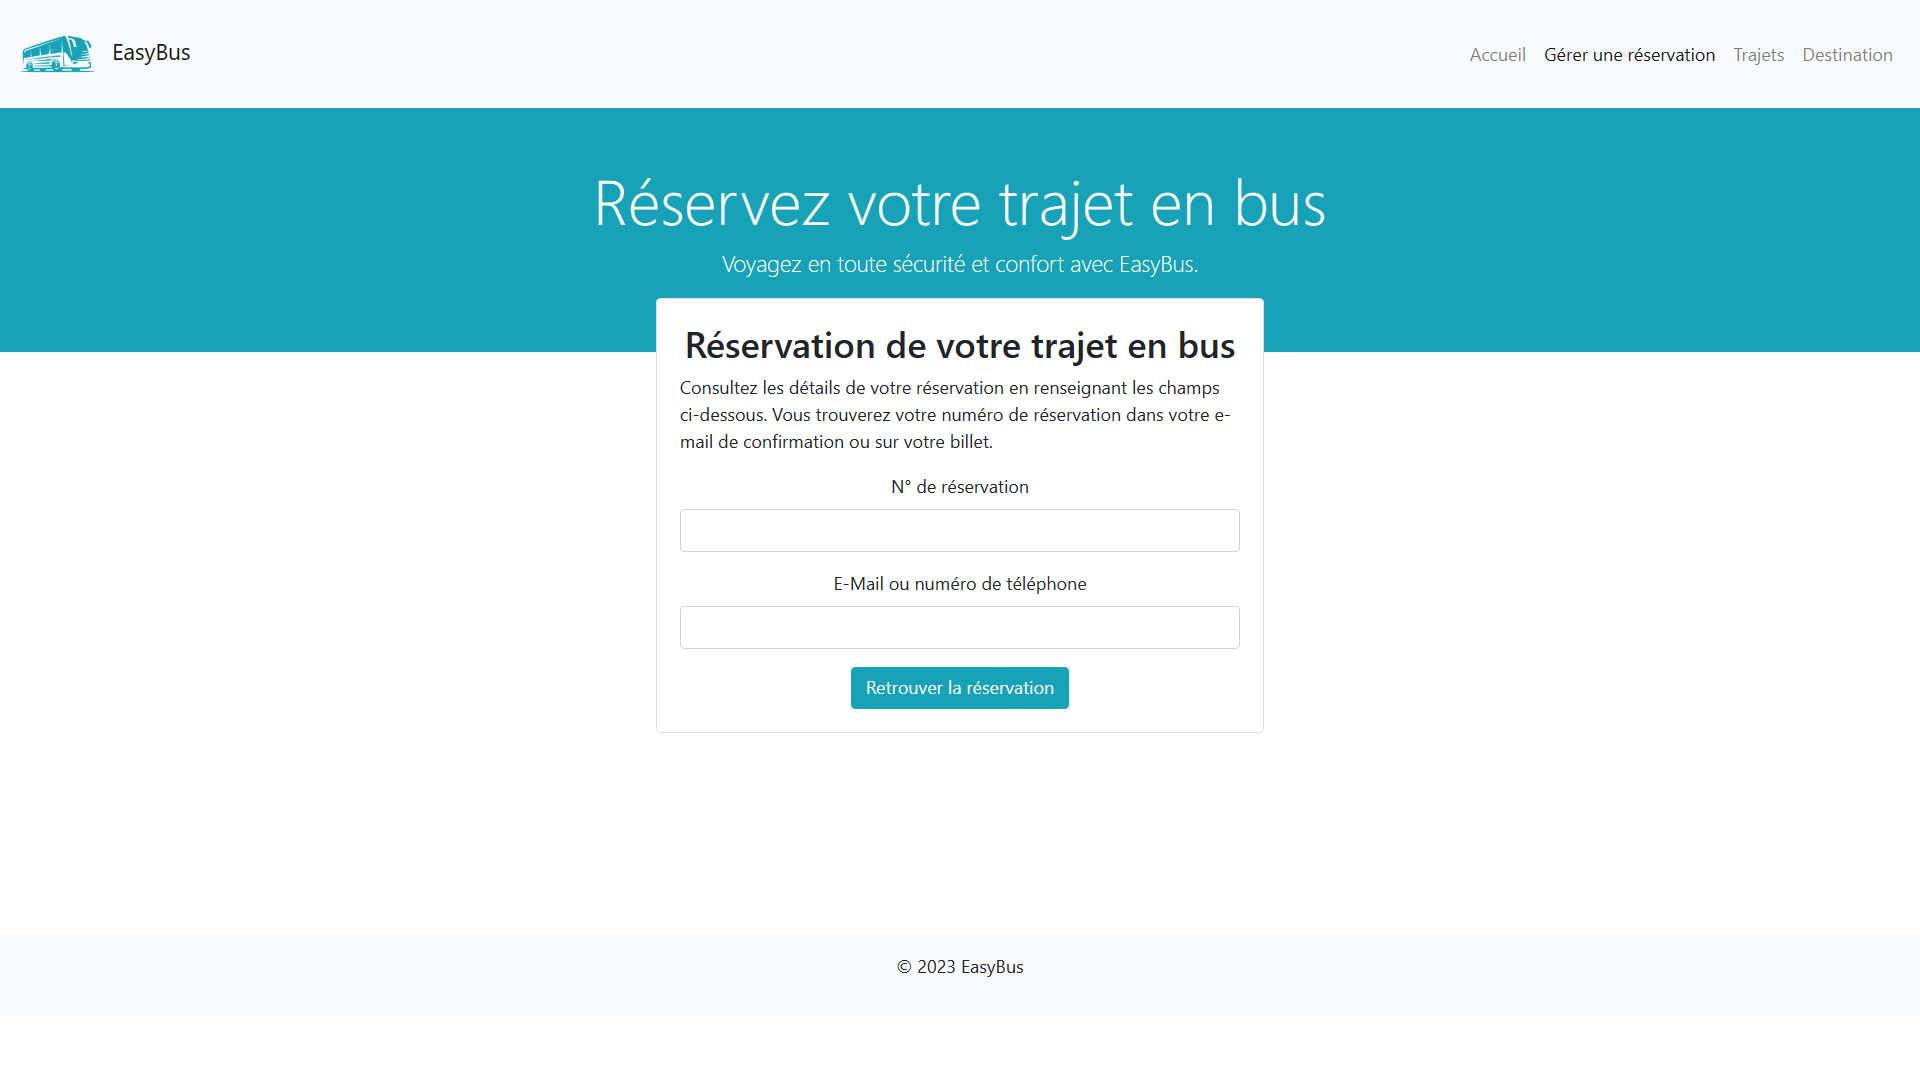 EasyBus
Accueil Gérer une réservation Trajets Destination
Réservez votre trajet en bus
Voyagez en toute sécurité et confort avec EasyBus.
Réservation de votre trajet en bus
Consultez les détails de votre réservation en renseignant les champs
ci-dessous. Vous trouverez votre numéro de réservation dans votre e-
mail de confirmation ou sur votre billet.
N° de réservation
E-Mail ou numéro de téléphone
Retrouver la réservation
© 2023 EasyBus